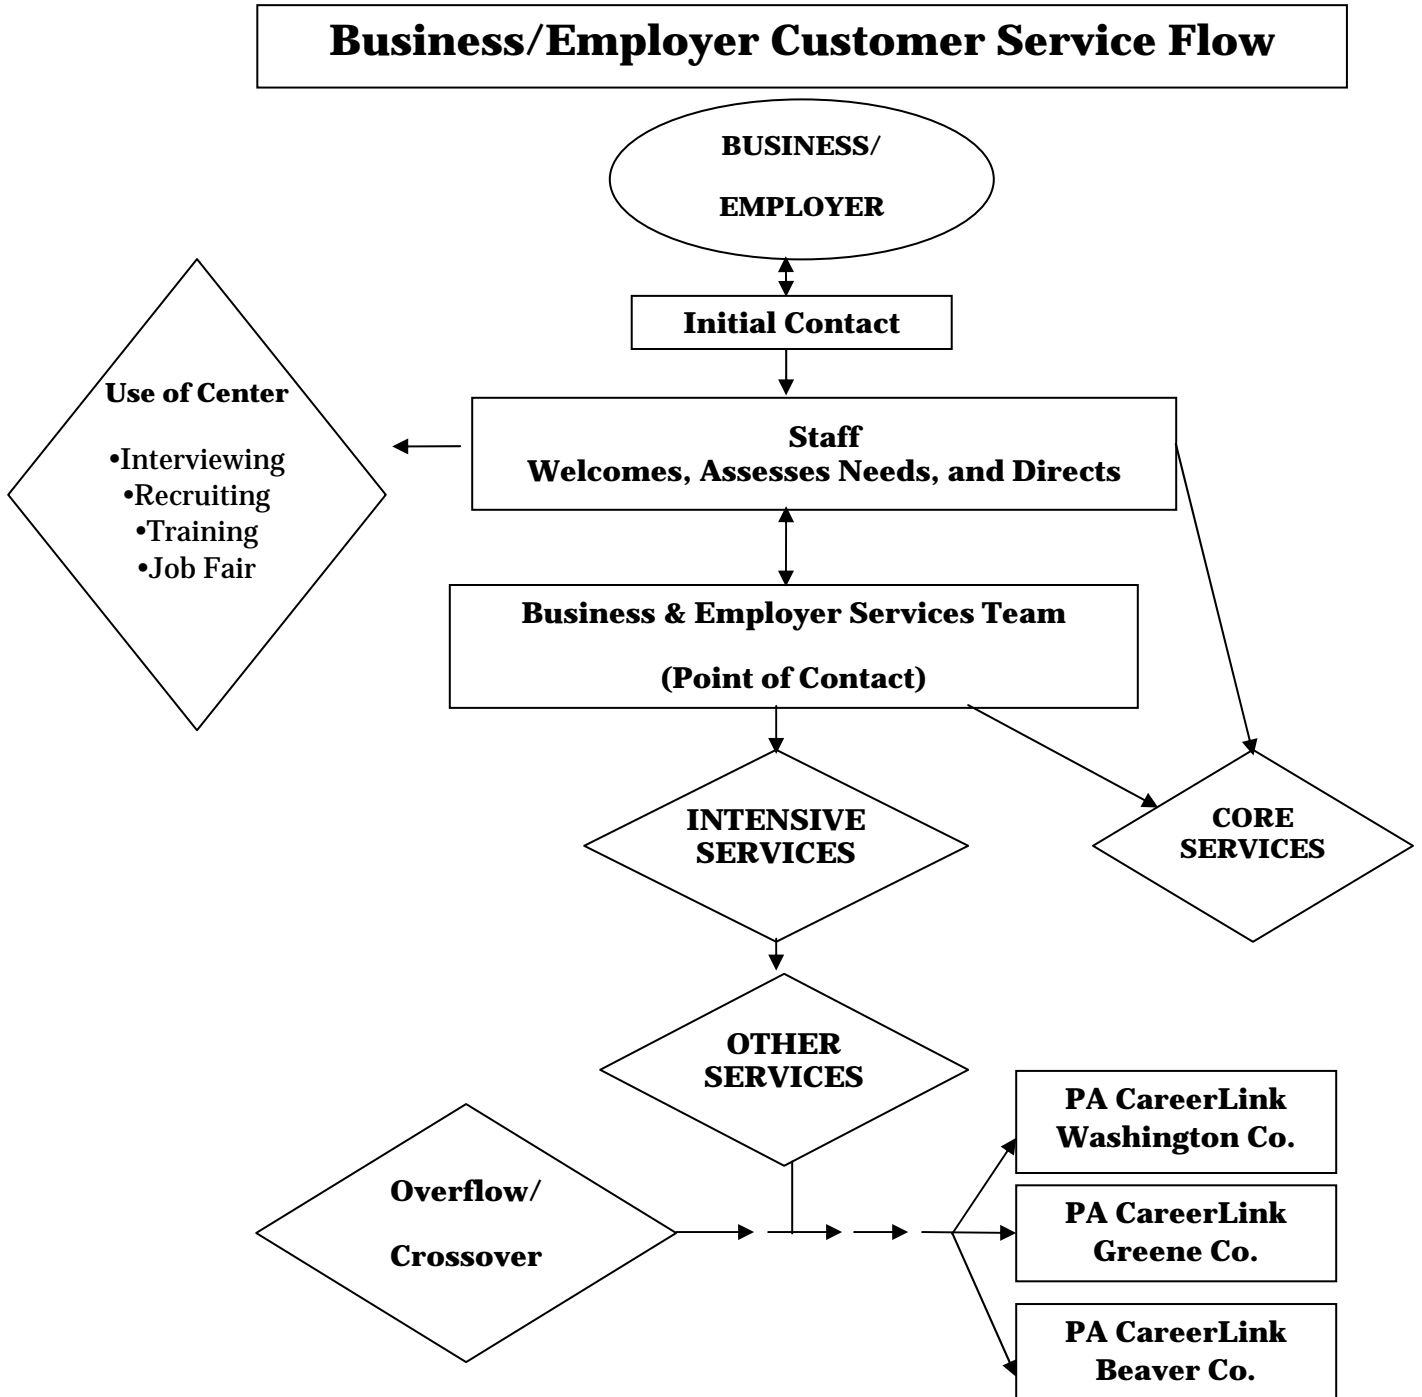 Business/Employer Customer Service Flow
BUSINESS/
EMPLOYER
Initial Contact
Staff
Welcomes, Assesses Needs, and Directs
Use of Center
•Interviewing
•Recruiting
•Training
•Job Fair
Business & Employer Services Team
(Point of Contact)
INTENSIVE
SERVICES
CORE
SERVICES
OTHER
SERVICES
Overflow/
Crossover
PA CareerLink
Washington Co.
PA CareerLink
Greene Co.
PA CareerLink
Beaver Co.